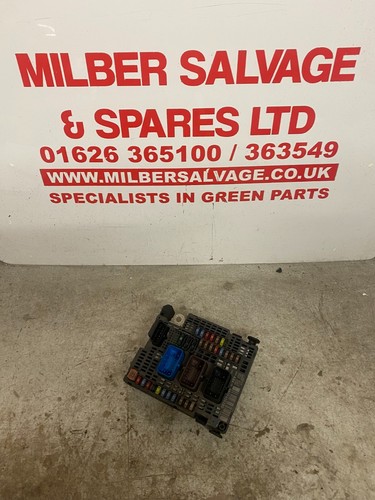 MILBER SALVAGE
& SPARES LTD
01626 365100 / 363549
WWW.MILBERSALVAGE.CO.UK
SPECIALISTS IN GREEN PARTS